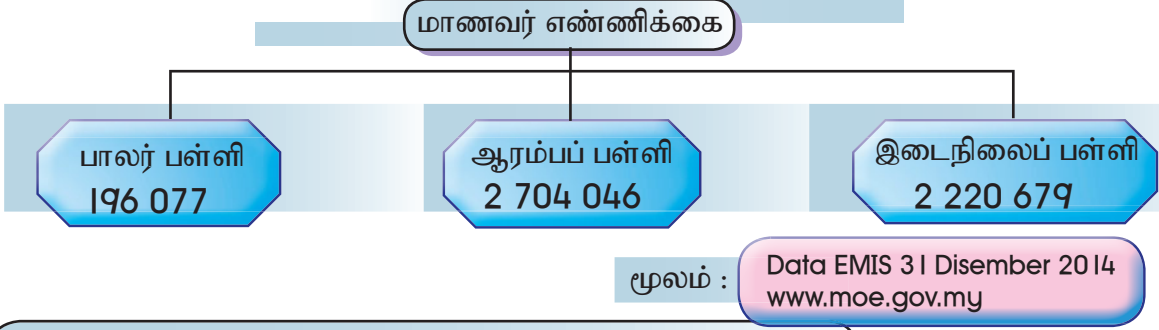 மாணவர் எண்ணிக்கை
பாலர் பள்ளி
196 077
ஆரம்பப் பள்ளி
2 704 046
இடைநிலைப் பள்ளி
2 220 679
மூலம் :
Data EMIS 31 Disember 2014
www.moe.gov.my